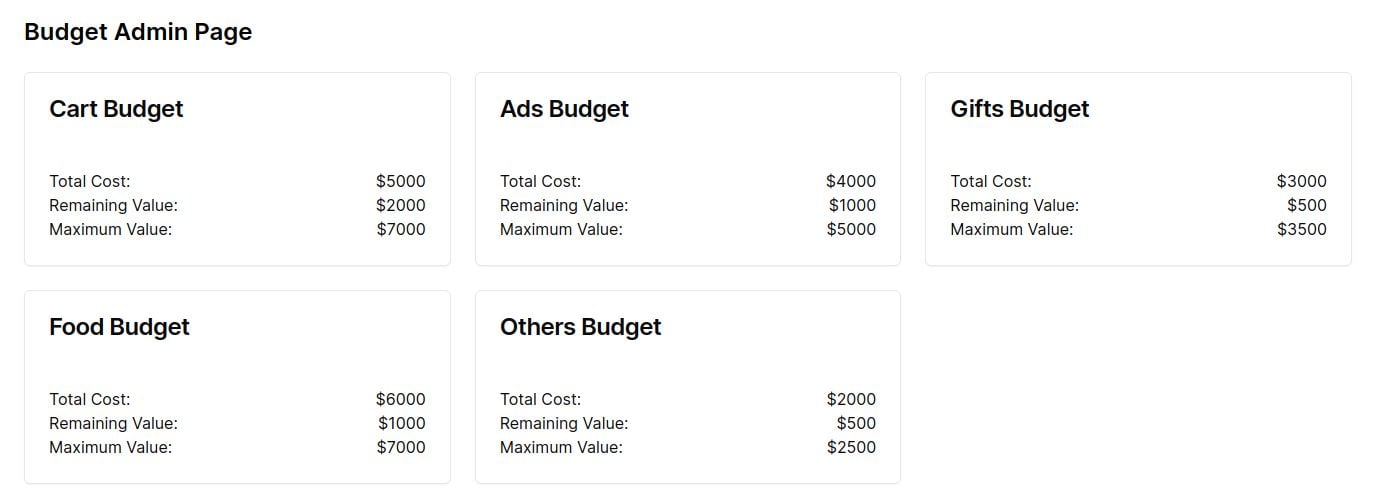 Budget Admin Page
Cart Budget
Total Cost: $5000
Remaining Value: $2000
Maximum Value: $7000
Ads Budget
Total Cost: $4000
Remaining Value: $1000
Maximum Value: $5000
Gifts Budget
Total Cost: $3000
Remaining Value: $500
Maximum Value: $3500
Food Budget
Total Cost: $6000
Remaining Value: $1000
Maximum Value: $7000
Others Budget
Total Cost: $2000
Remaining Value: $500
Maximum Value: $2500